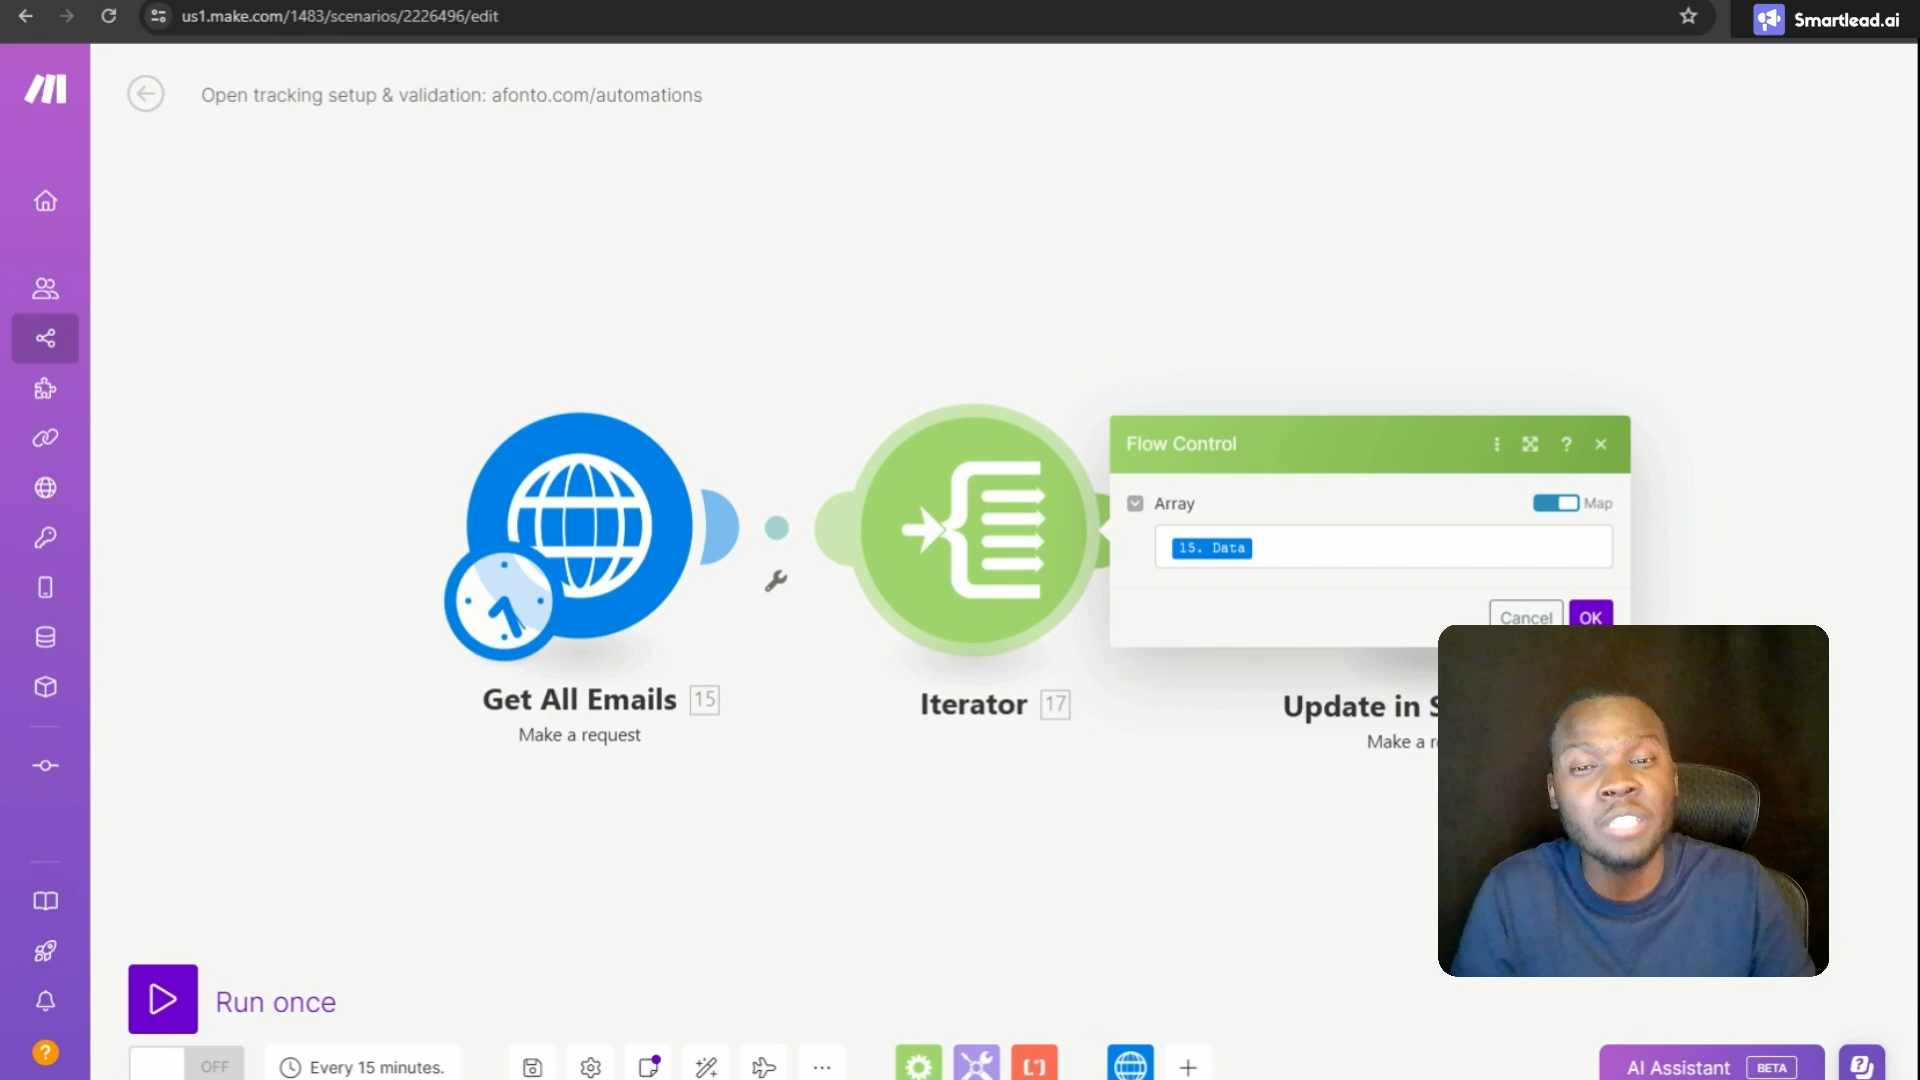 us1.make.com/1483/scenarios/2226496/edit
Smartlead.ai
Open tracking setup & validation: afonto.com/automations
Flow Control
?
Array
Map
15. Data
Cancel
OK
Get All Emails 15
Make a request
Iterator 17
Update in
Make a
Run once
OFF
Every 15 minutes.
AI Assistant BETA
?